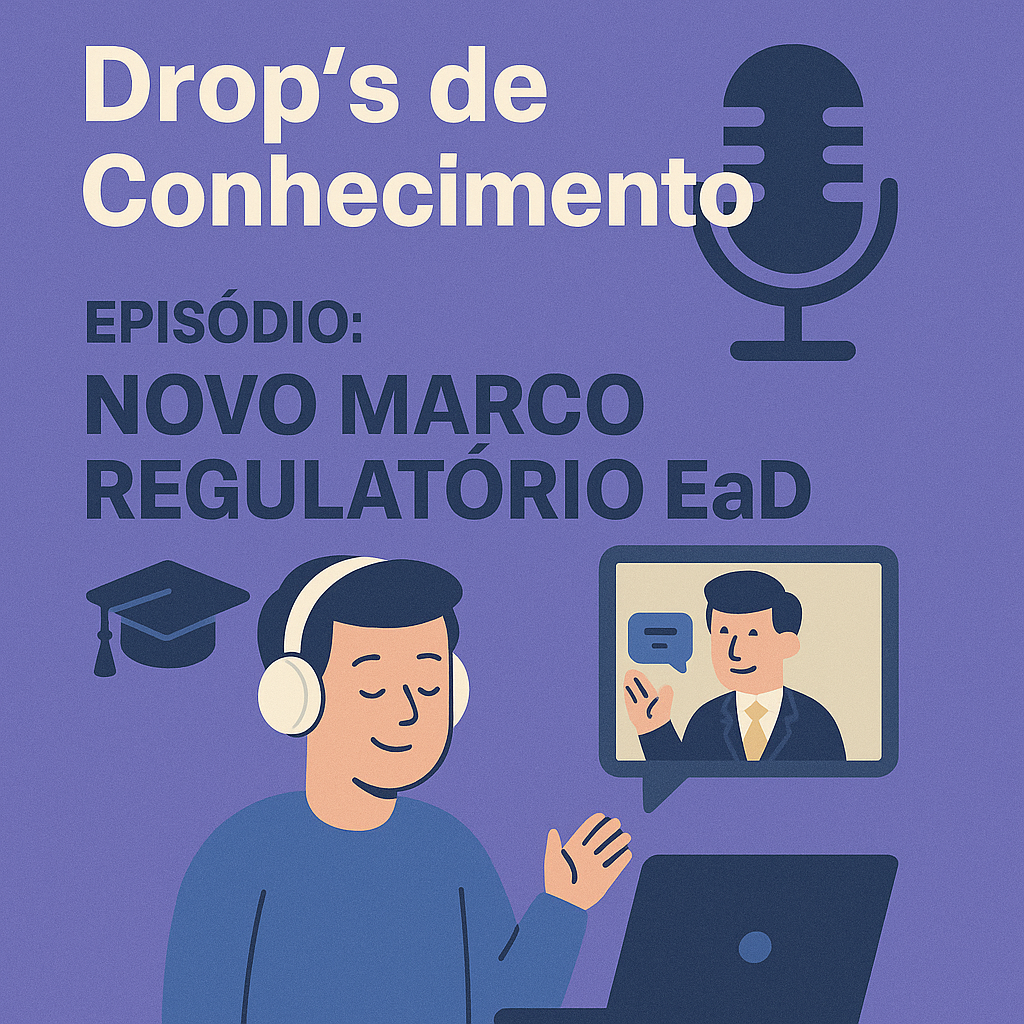 Drop‘s de
Conhecimento
EPISÓDIO:
NOVO MARCO
REGULATÓRIO EaD